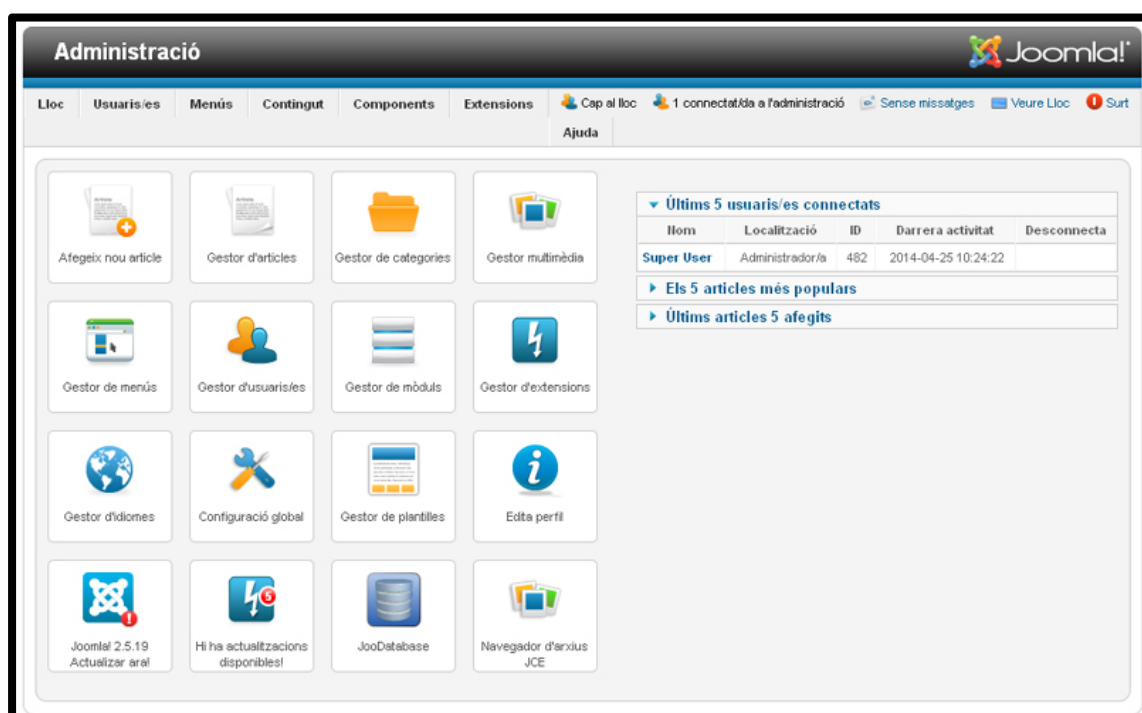 Administració
Joomla!
Lloc Usuaris/es Menús Contingut Components Extensions Cap al lloc 1 connectat/da a l'administració Sense missatges Veure Lloc Surt
Ajuda
Afegeix nou article Gestor d'articles Gestor de categories Gestor multimèdia
Últims 5 usuaris/es connectats
Nom Localització ID Darrera activitat Desconnecta
Super User Administrador/a 482 2014-04-25 10:24:22
Els 5 articles més populars
Últims articles 5 afegits
Gestor de menús Gestor d'usuaris/es Gestor de mòduls Gestor d'extensions
Gestor d'idiomes Configuració global Gestor de plantilles Edita perfil
Joomla! 2.5.19
Actualizar ara!
5
Hi ha actualitzacions
disponibles!
JooDatabase
Navegador d'arxius
JCE